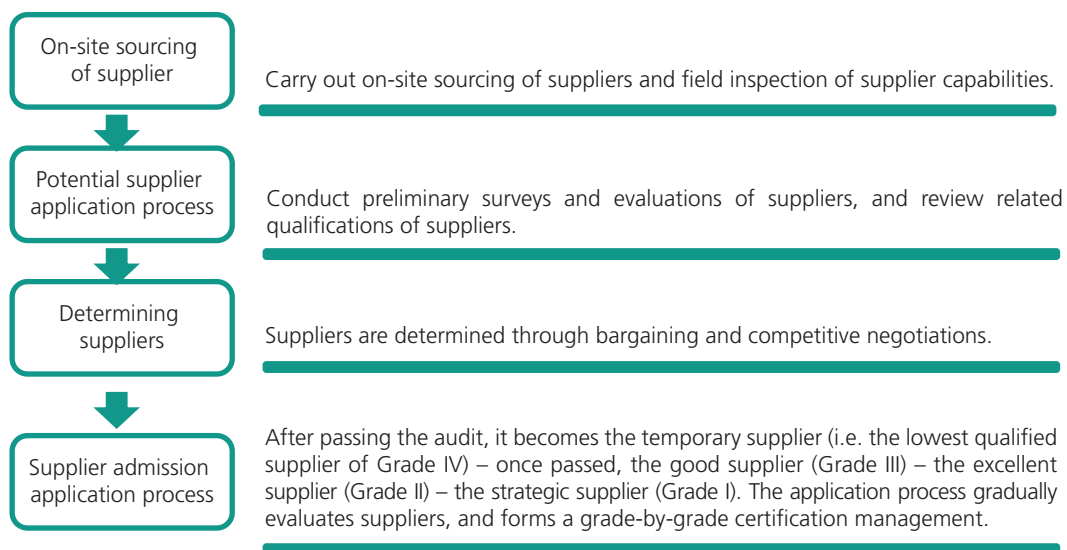 On-site sourcing
of supplier
Carry out on-site sourcing of suppliers and field inspection of supplier capabilities.
Potential supplier
application process
Conduct preliminary surveys and evaluations of suppliers, and review related
qualifications of suppliers.
Determining
suppliers
Suppliers are determined through bargaining and competitive negotiations.
Supplier admission
application process
After passing the audit, it becomes the temporary supplier (i.e. the lowest qualified
supplier of Grade IV) – once passed, the good supplier (Grade III) – the excellent
supplier (Grade II) – the strategic supplier (Grade I). The application process gradually
evaluates suppliers, and forms a grade-by-grade certification management.